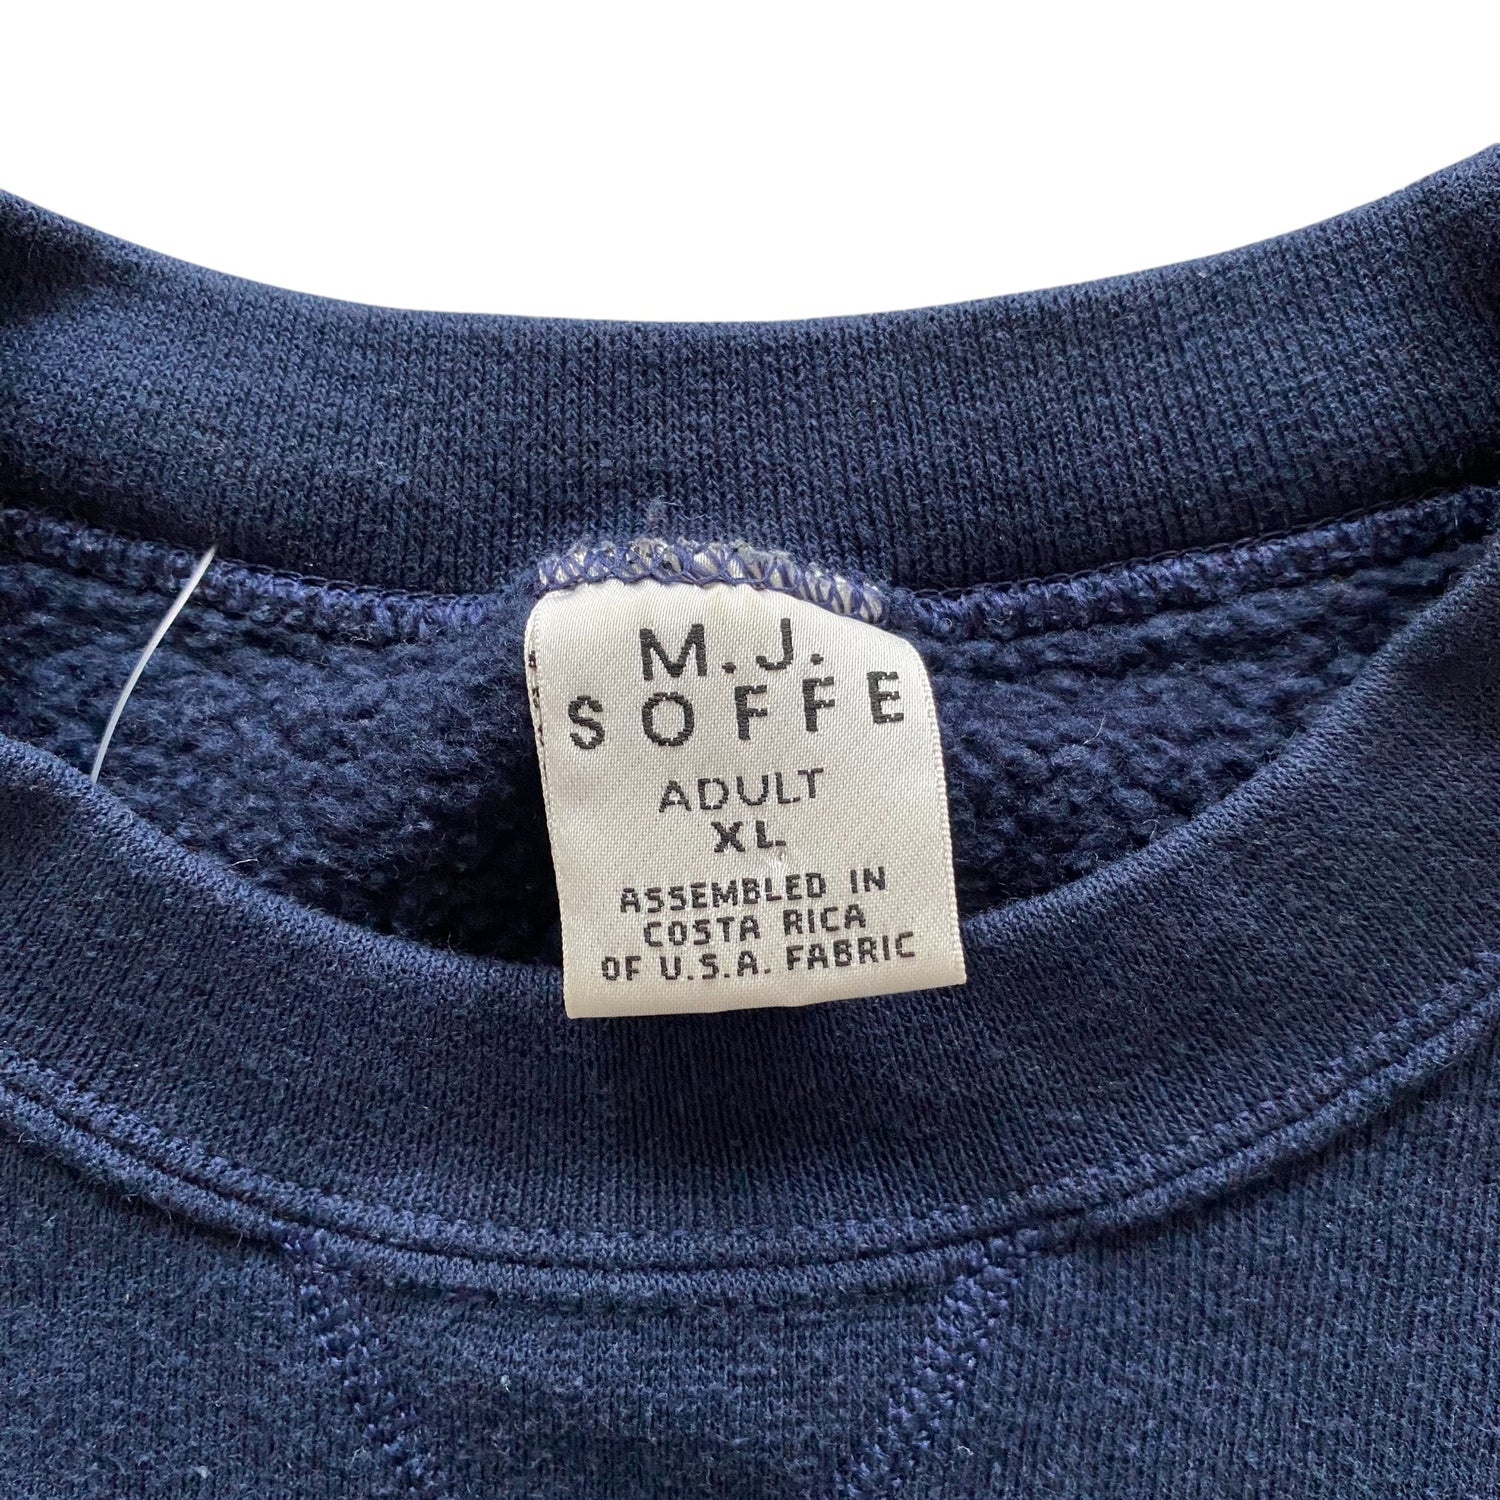 M.J.
SOFFE
ADULT
XL
ASSEMBLED IN
COSTA RICA
OF U.S.A. FABRIC